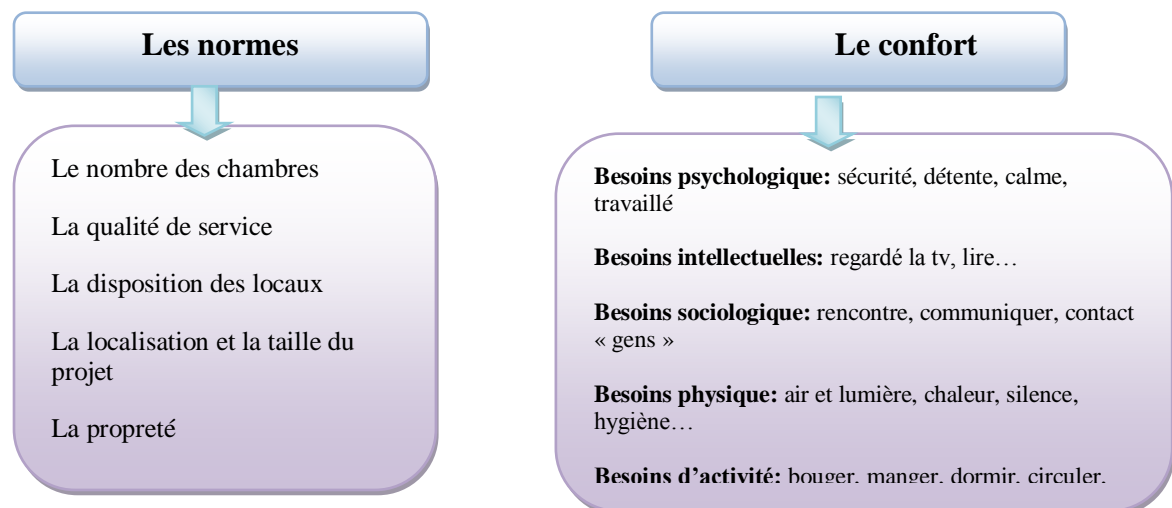 Les normes
Le nombre des chambres
La qualité de service
La disposition des locaux
La localisation et la taille du
projet
La propreté
Le confort
Besoins psychologique: sécurité, détente, calme,
travaillé
Besoins intellectuelles: regardé la tv, lire…
Besoins sociologique: rencontre, communiquer, contact
« gens »
Besoins physique: air et lumière, chaleur, silence,
hygiène…
Besoins d’activité: bouger, manger, dormir, circuler,